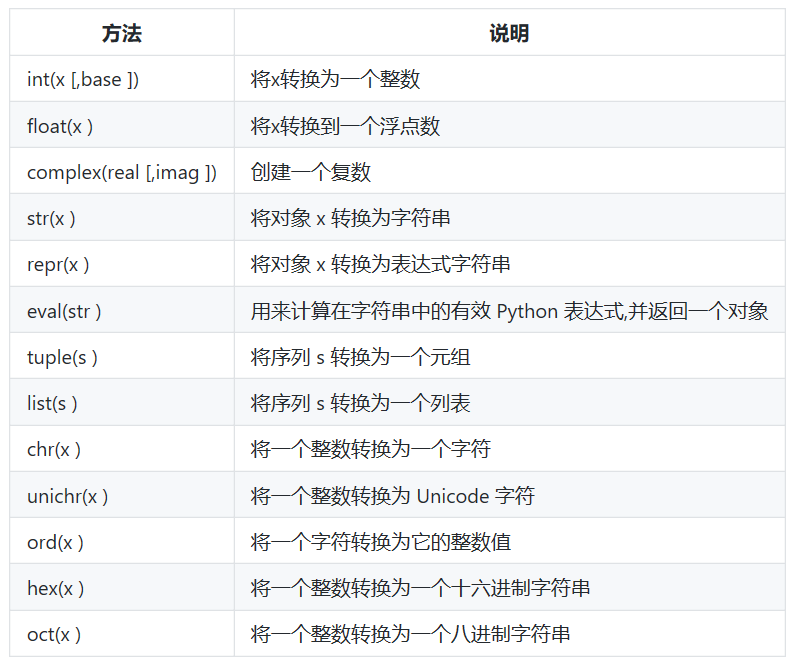 方法 说明
int(x [,base ]) 将x转换为一个整数
float(x ) 将x转换到一个浮点数
complex(real [,imag ]) 创建一个复数
str(x ) 将对象 x 转换为字符串
repr(x ) 将对象 x 转换为表达式字符串
eval(str ) 用来计算在字符串中的有效 Python 表达式,并返回一个对象
tuple(s ) 将序列 s 转换为一个元组
list(s ) 将序列 s 转换为一个列表
chr(x ) 将一个整数转换为一个字符
unichr(x ) 将一个整数转换为 Unicode 字符
ord(x ) 将一个字符转换为它的整数值
hex(x ) 将一个整数转换为一个十六进制字符串
oct(x ) 将一个整数转换为一个八进制字符串